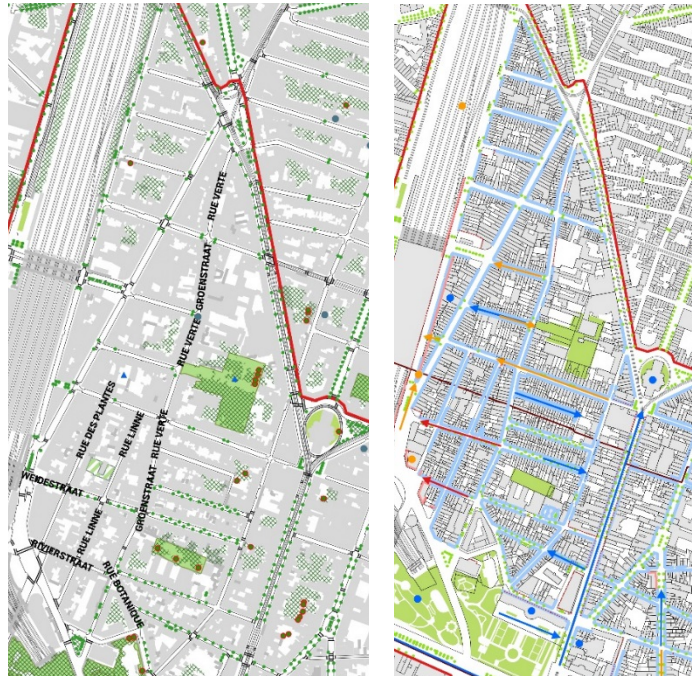 RUE VERTE
GROENSTRAAT
RUE VERTE
RUE DES PLANTES
RUE LINNE
GROENSTRAAT RUE VERTE
WEIDESTRAAT
RUE LINNE
RIVIERSTRAAT
RUE BOTANIQUE